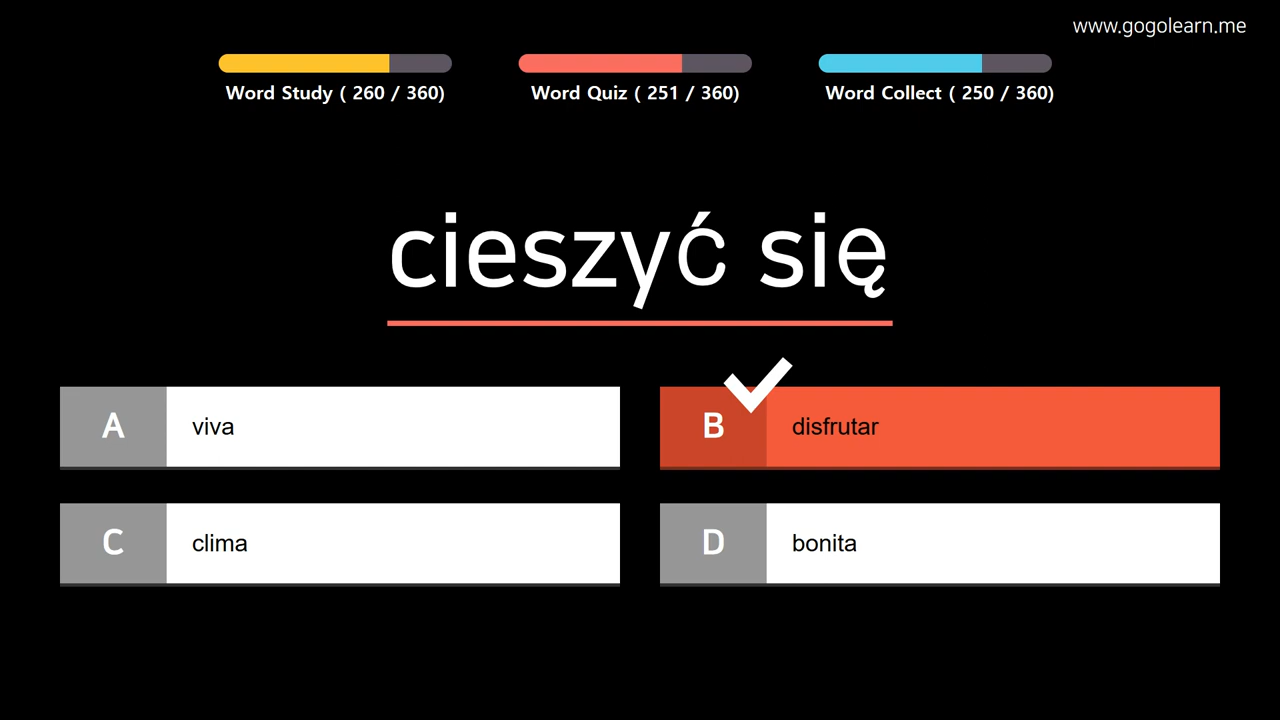 www.gogolearn.me
Word Study ( 260 / 360)
Word Quiz ( 251 / 360)
Word Collect ( 250 / 360)
cieszyć się
A
viva
B
disfrutar
C
clima
D
bonita